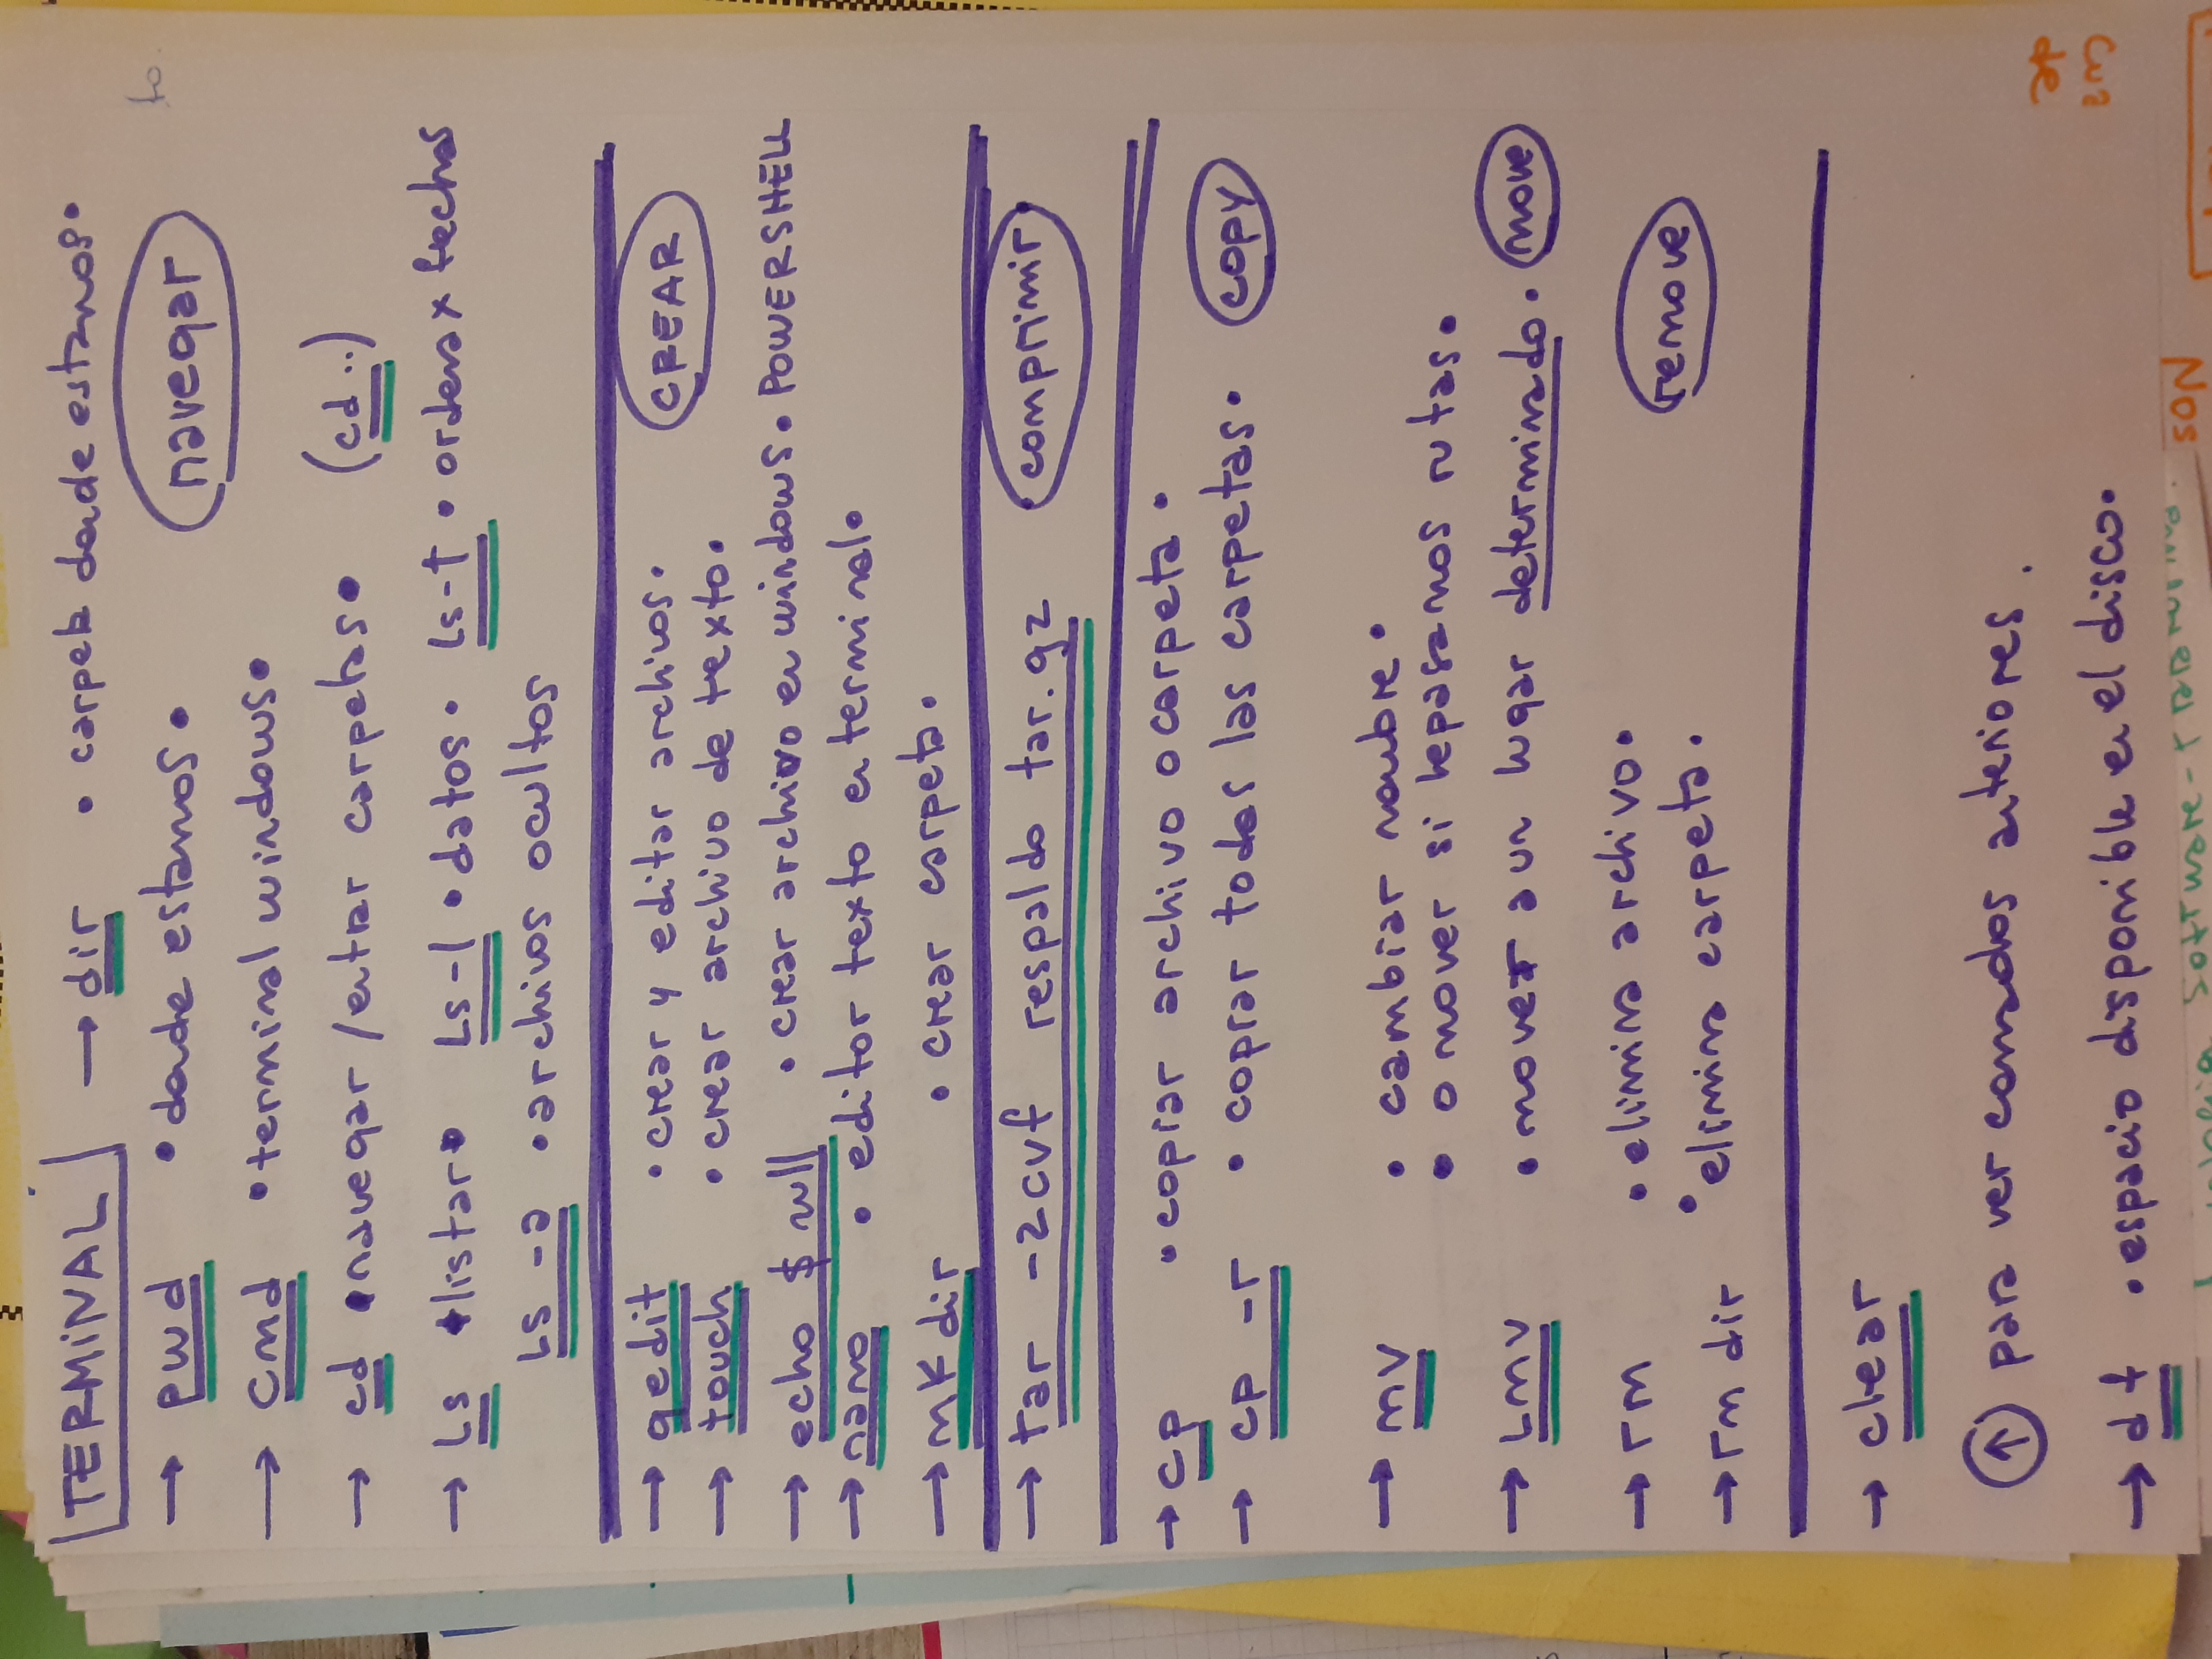 TERMINAL → dir • carpeta donde estamos•
→ pwd • donde estamos •
navegar
→ cmd • terminal windows•
→ cd • navegar / entrar carpetas• (cd ..)
→ Ls • listar• Ls-l • datos • Ls-t • ordena x fechas
Ls -a • archivos ocultos
→ gedit • crear y editar archivos•
CREAR
→ touch • crear archivo de texto•
→ echo $ null • crear archivo en windows • POWERSHELL
→ nano • editor texto en terminal•
→ mkdir • crear carpeta•
→ tar -zcvf respaldo tar.gz comprimir
→ cp • copiar archivo o carpeta •
→ cp -r • copiar todas las carpetas • copy
→ mv • cambiar nombre •
• o mover si le pasamos rutas•
→ Lmv • mover a un lugar determinado • move
→ rm • elimina archivo•
remove
→ rm dir • elimina carpeta•
→ clear
↑ para ver comandos anteriores.
→ df • espacio disponible en el disco•
to.
de
cua
Software-
SON